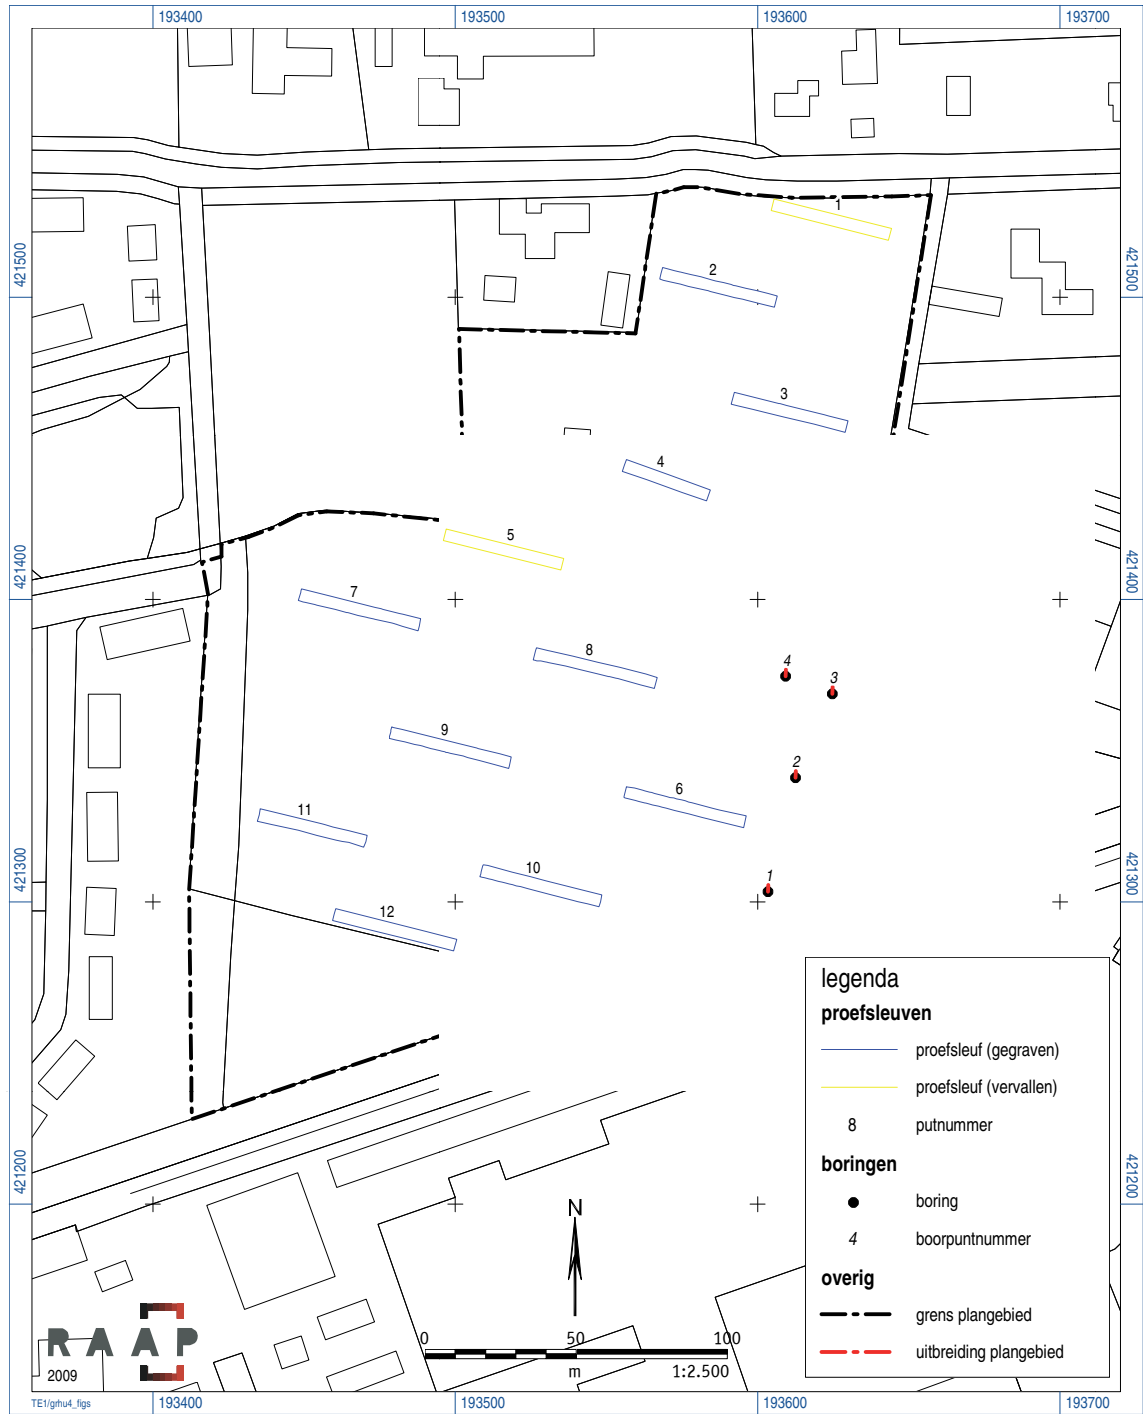 193400
193500
193600
193700
1
421500
421500
2
3
4
5
421400
421400
7
8
4
3
9
2
6
11
10
1
421300
421300
12
legenda
proefsleuven
proefsleuf (gegraven)
proefsleuf (vervallen)
8 putnummer
boringen
boring
4 boorpuntnummer
overig
grens plangebied
uitbreiding plangebied
421200
421200
N
0 50 100
m 1:2.500
RAAP
2009
TE1/grhu4_figs
193400
193500
193600
193700